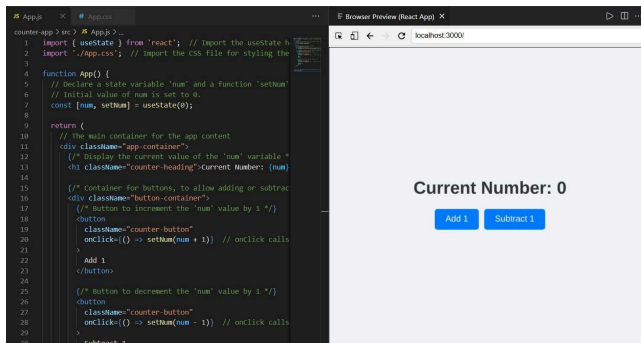 JS App.js
# App.css
counter-app > src > JS App.js > ...
1 import { useState } from 'react'; // Import the useState h
2 import './App.css'; // Import the CSS file for styling the
3
4 function App() {
5 // Declare a state variable 'num' and a function 'setNum'
6 // Initial value of num is set to 0.
7 const [num, setNum] = useState(0);
8
9 return (
10 // The main container for the app content
11 <div className="app-container">
12 {/* Display the current value of the 'num' variable *
13 <h1 className="counter-heading">Current Number: {num}
14
15 {/* Container for buttons, to allow adding or subtrac
16 <div className="button-container">
17 {/* Button to increment the 'num' value by 1 */}
18 <button
19 className="counter-button"
20 onClick={() => setNum(num + 1)} // onClick calls
21 >
22 Add 1
23 </button>
24
25 {/* Button to decrement the 'num' value by 1 */}
26 <button
27 className="counter-button"
28 onClick={() => setNum(num - 1)} // onClick calls
29 >
Subtract 1
Browser Preview (React App)
localhost:3000/
Current Number: 0
Add 1
Subtract 1